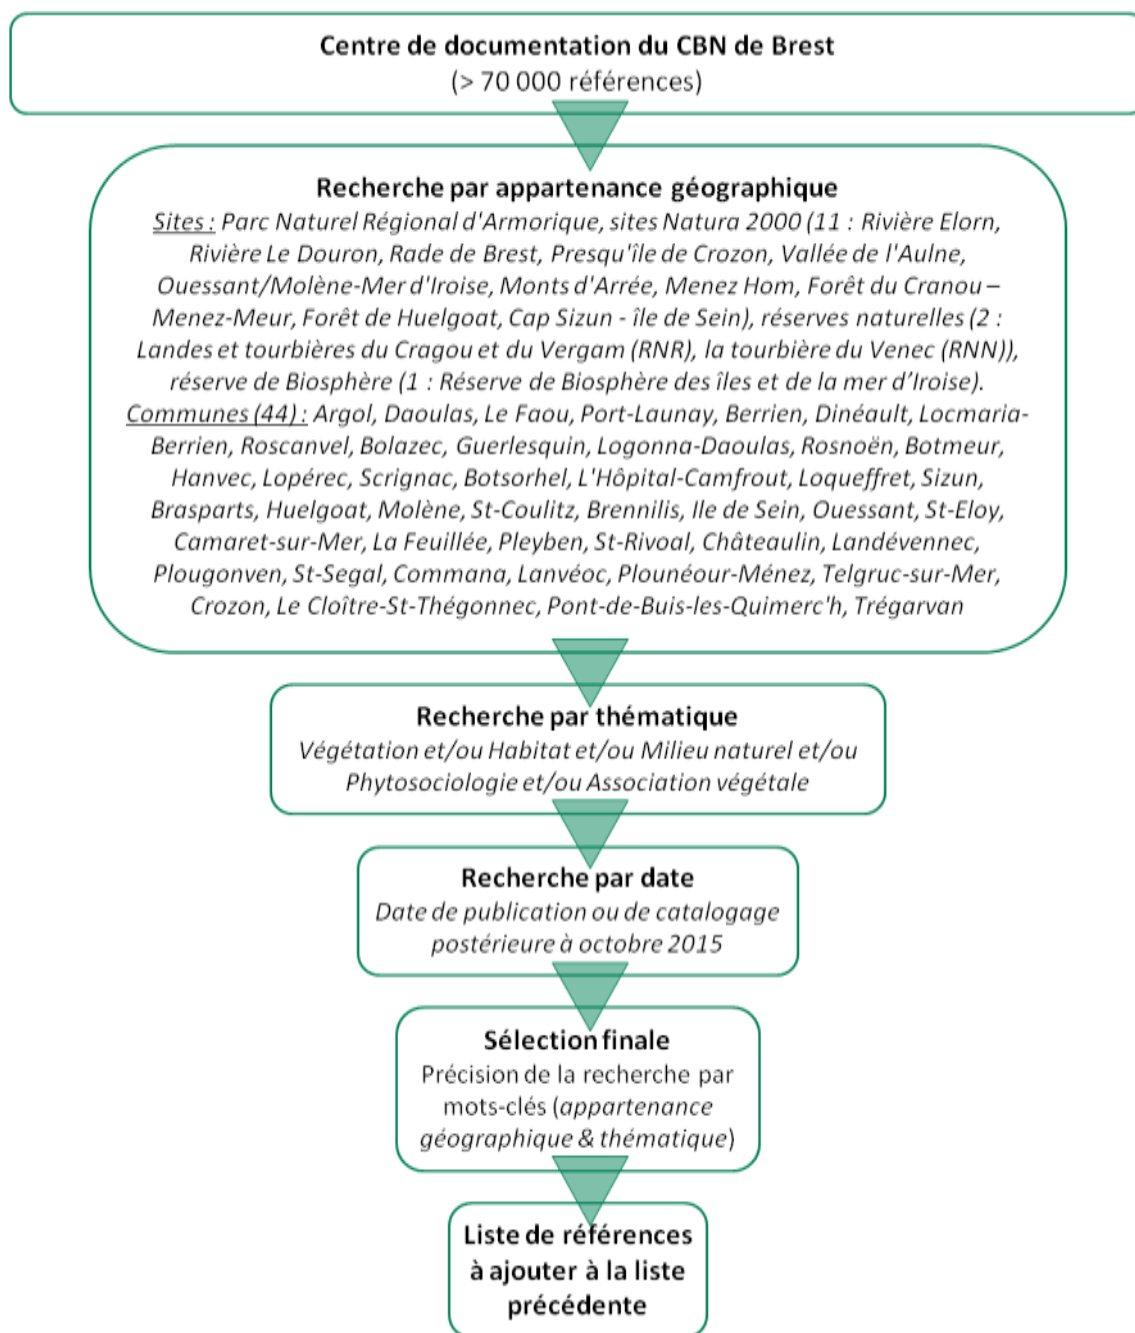 Centre de documentation du CBN de Brest
(> 70 000 références)
Recherche par appartenance géographique
Sites : Parc Naturel Régional d'Armorique, sites Natura 2000 (11 : Rivière Elorn,
Rivière Le Douron, Rade de Brest, Presqu'île de Crozon, Vallée de l'Aulne,
Ouessant/Molène-Mer d'Iroise, Monts d'Arrée, Menez Hom, Forêt du Cranou –
Menez-Meur, Forêt de Huelgoat, Cap Sizun - île de Sein), réserves naturelles (2 :
Landes et tourbières du Cragou et du Vergam (RNR), la tourbière du Venec (RNN)),
réserve de Biosphère (1 : Réserve de Biosphère des îles et de la mer d’Iroise).
Communes (44) : Argol, Daoulas, Le Faou, Port-Launay, Berrien, Dinéault, Locmaria-
Berrien, Roscanvel, Bolazec, Guerlesquin, Logonna-Daoulas, Rosnoën, Botmeur,
Hanvec, Lopérec, Scrignac, Botsorhel, L'Hôpital-Camfrout, Loqueffret, Sizun,
Brasparts, Huelgoat, Molène, St-Coulitz, Brennilis, Ile de Sein, Ouessant, St-Eloy,
Camaret-sur-Mer, La Feuillée, Pleyben, St-Rivoal, Châteaulin, Landévennec,
Plougonven, St-Segal, Commana, Lanvéoc, Plounéour-Ménez, Telgruc-sur-Mer,
Crozon, Le Cloître-St-Thégonnec, Pont-de-Buis-les-Quimerc'h, Trégarvan
Recherche par thématique
Végétation et/ou Habitat et/ou Milieu naturel et/ou
Phytosociologie et/ou Association végétale
Recherche par date
Date de publication ou de catalogage
postérieure à octobre 2015
Sélection finale
Précision de la recherche par
mots-clés (appartenance
géographique & thématique)
Liste de références
à ajouter à la liste
précédente